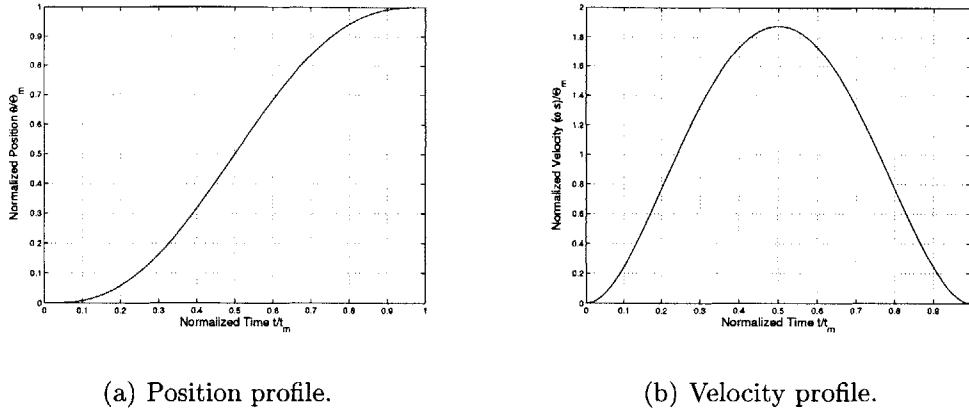 1
0.9
0.8
0.7
0.6
0.5
0.4
0.3
0.2
0.1
0
Normalized Position θ/Θm
0 0.1 0.2 0.3 0.4 0.5 0.6 0.7 0.8 0.9 1
Normalized Time t/tm
(a) Position profile.
2
1.8
1.6
1.4
1.2
1
0.8
0.6
0.4
0.2
0
Normalized Velocity (ω s)/Θm
0 0.1 0.2 0.3 0.4 0.5 0.6 0.7 0.8 0.9
Normalized Time t/tm
(b) Velocity profile.